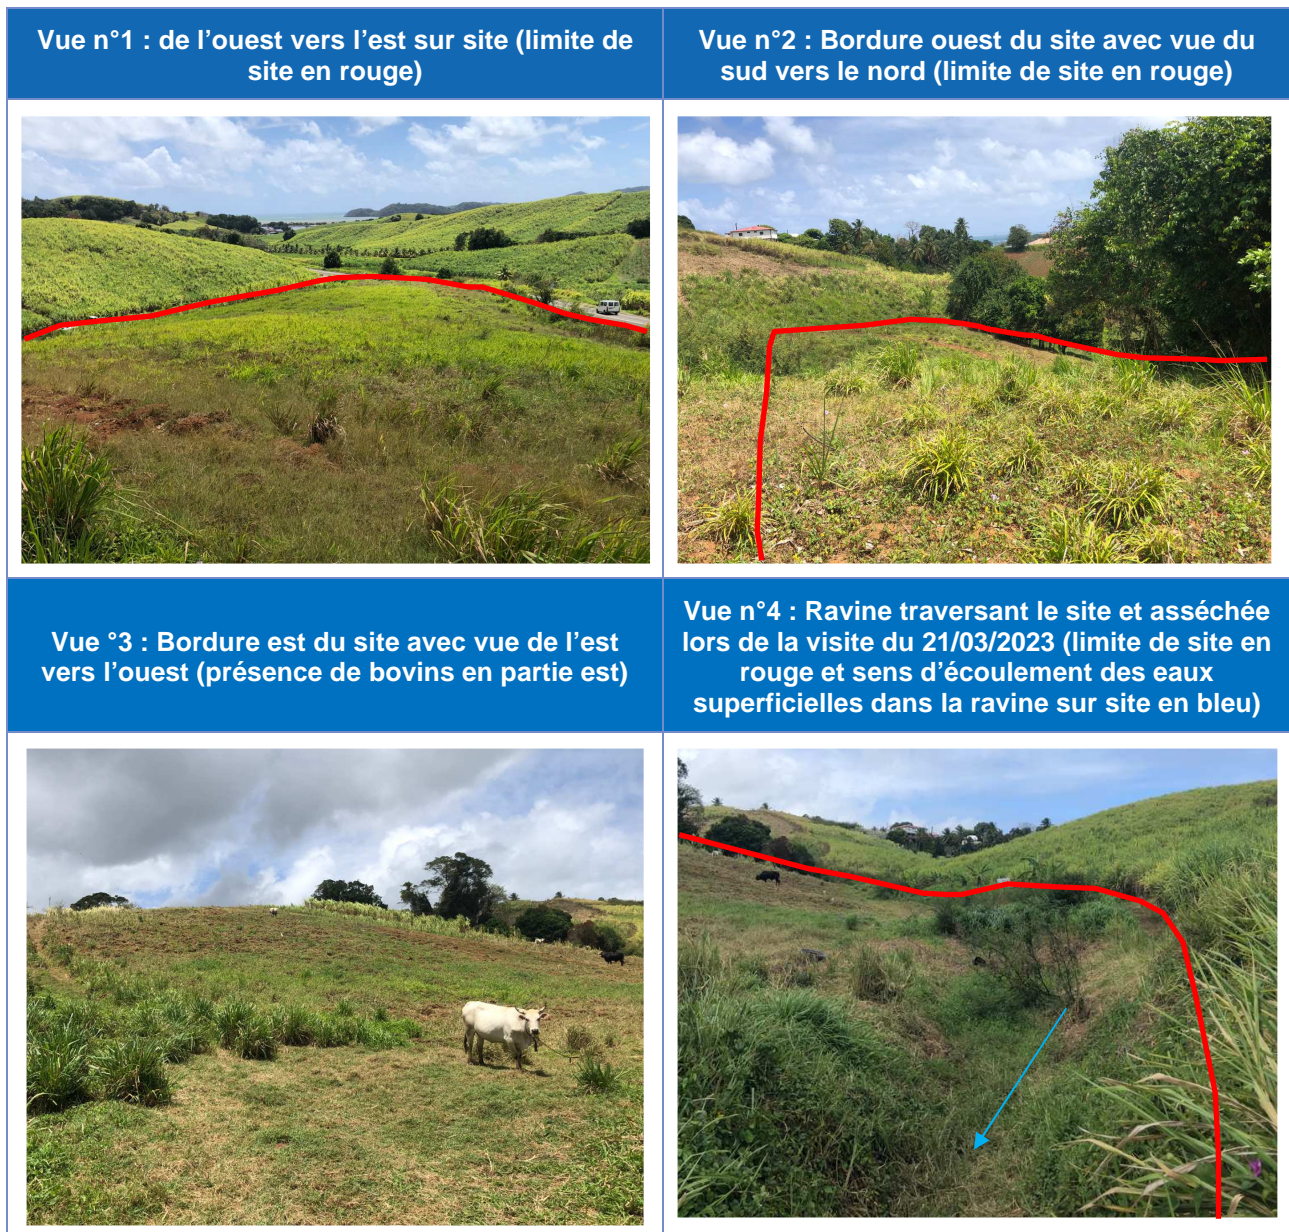 Vue n°1 : de l'ouest vers l'est sur site (limite de
site en rouge)
Vue n°2 : Bordure ouest du site avec vue du
sud vers le nord (limite de site en rouge)
Vue °3 : Bordure est du site avec vue de l'est
vers l'ouest (présence de bovins en partie est)
Vue n°4 : Ravine traversant le site et asséchée
lors de la visite du 21/03/2023 (limite de site en
rouge et sens d'écoulement des eaux
superficielles dans la ravine sur site en bleu)